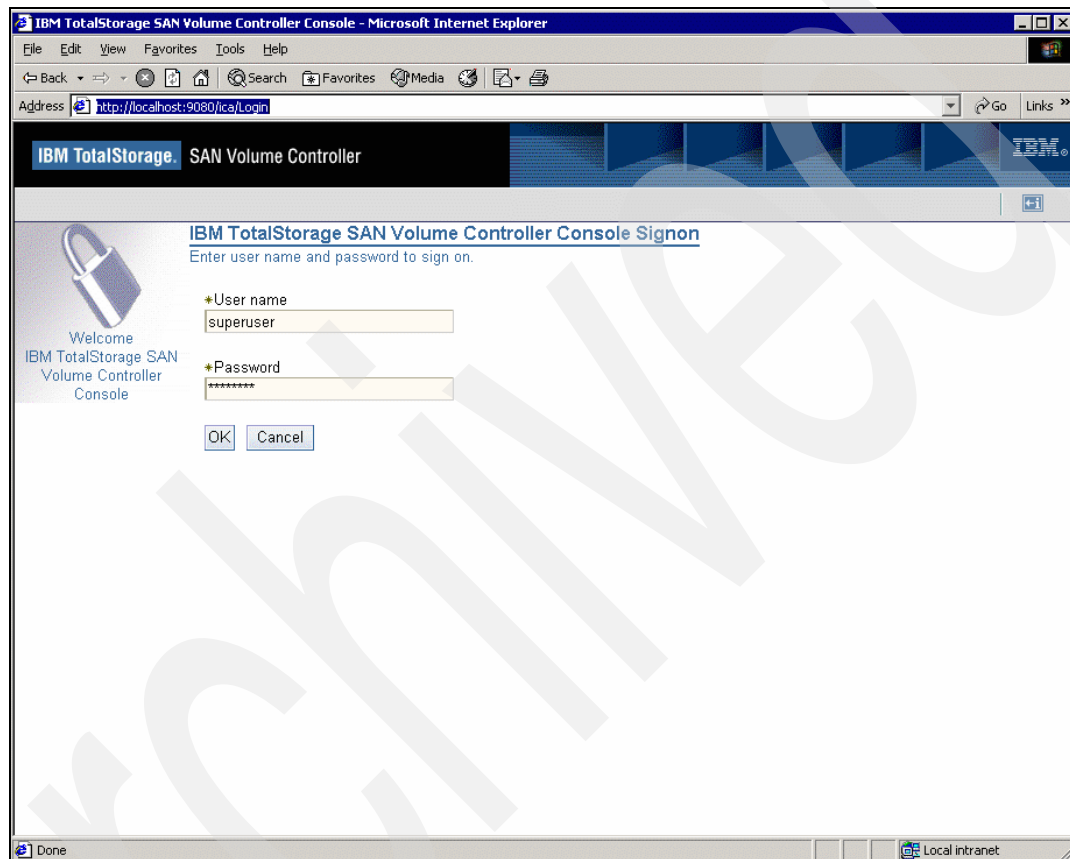 IBM TotalStorage SAN Volume Controller Console - Microsoft Internet Explorer
File Edit View Favorites Tools Help
Back Search Favorites Media
Address http://localhost:9080/ica/Login Go Links »
IBM TotalStorage. SAN Volume Controller IBM
IBM TotalStorage SAN Volume Controller Console Signon
Enter user name and password to sign on.
*User name
superuser
Welcome
IBM TotalStorage SAN
Volume Controller
Console
*Password
********
OK Cancel
Done Local intranet
rchived